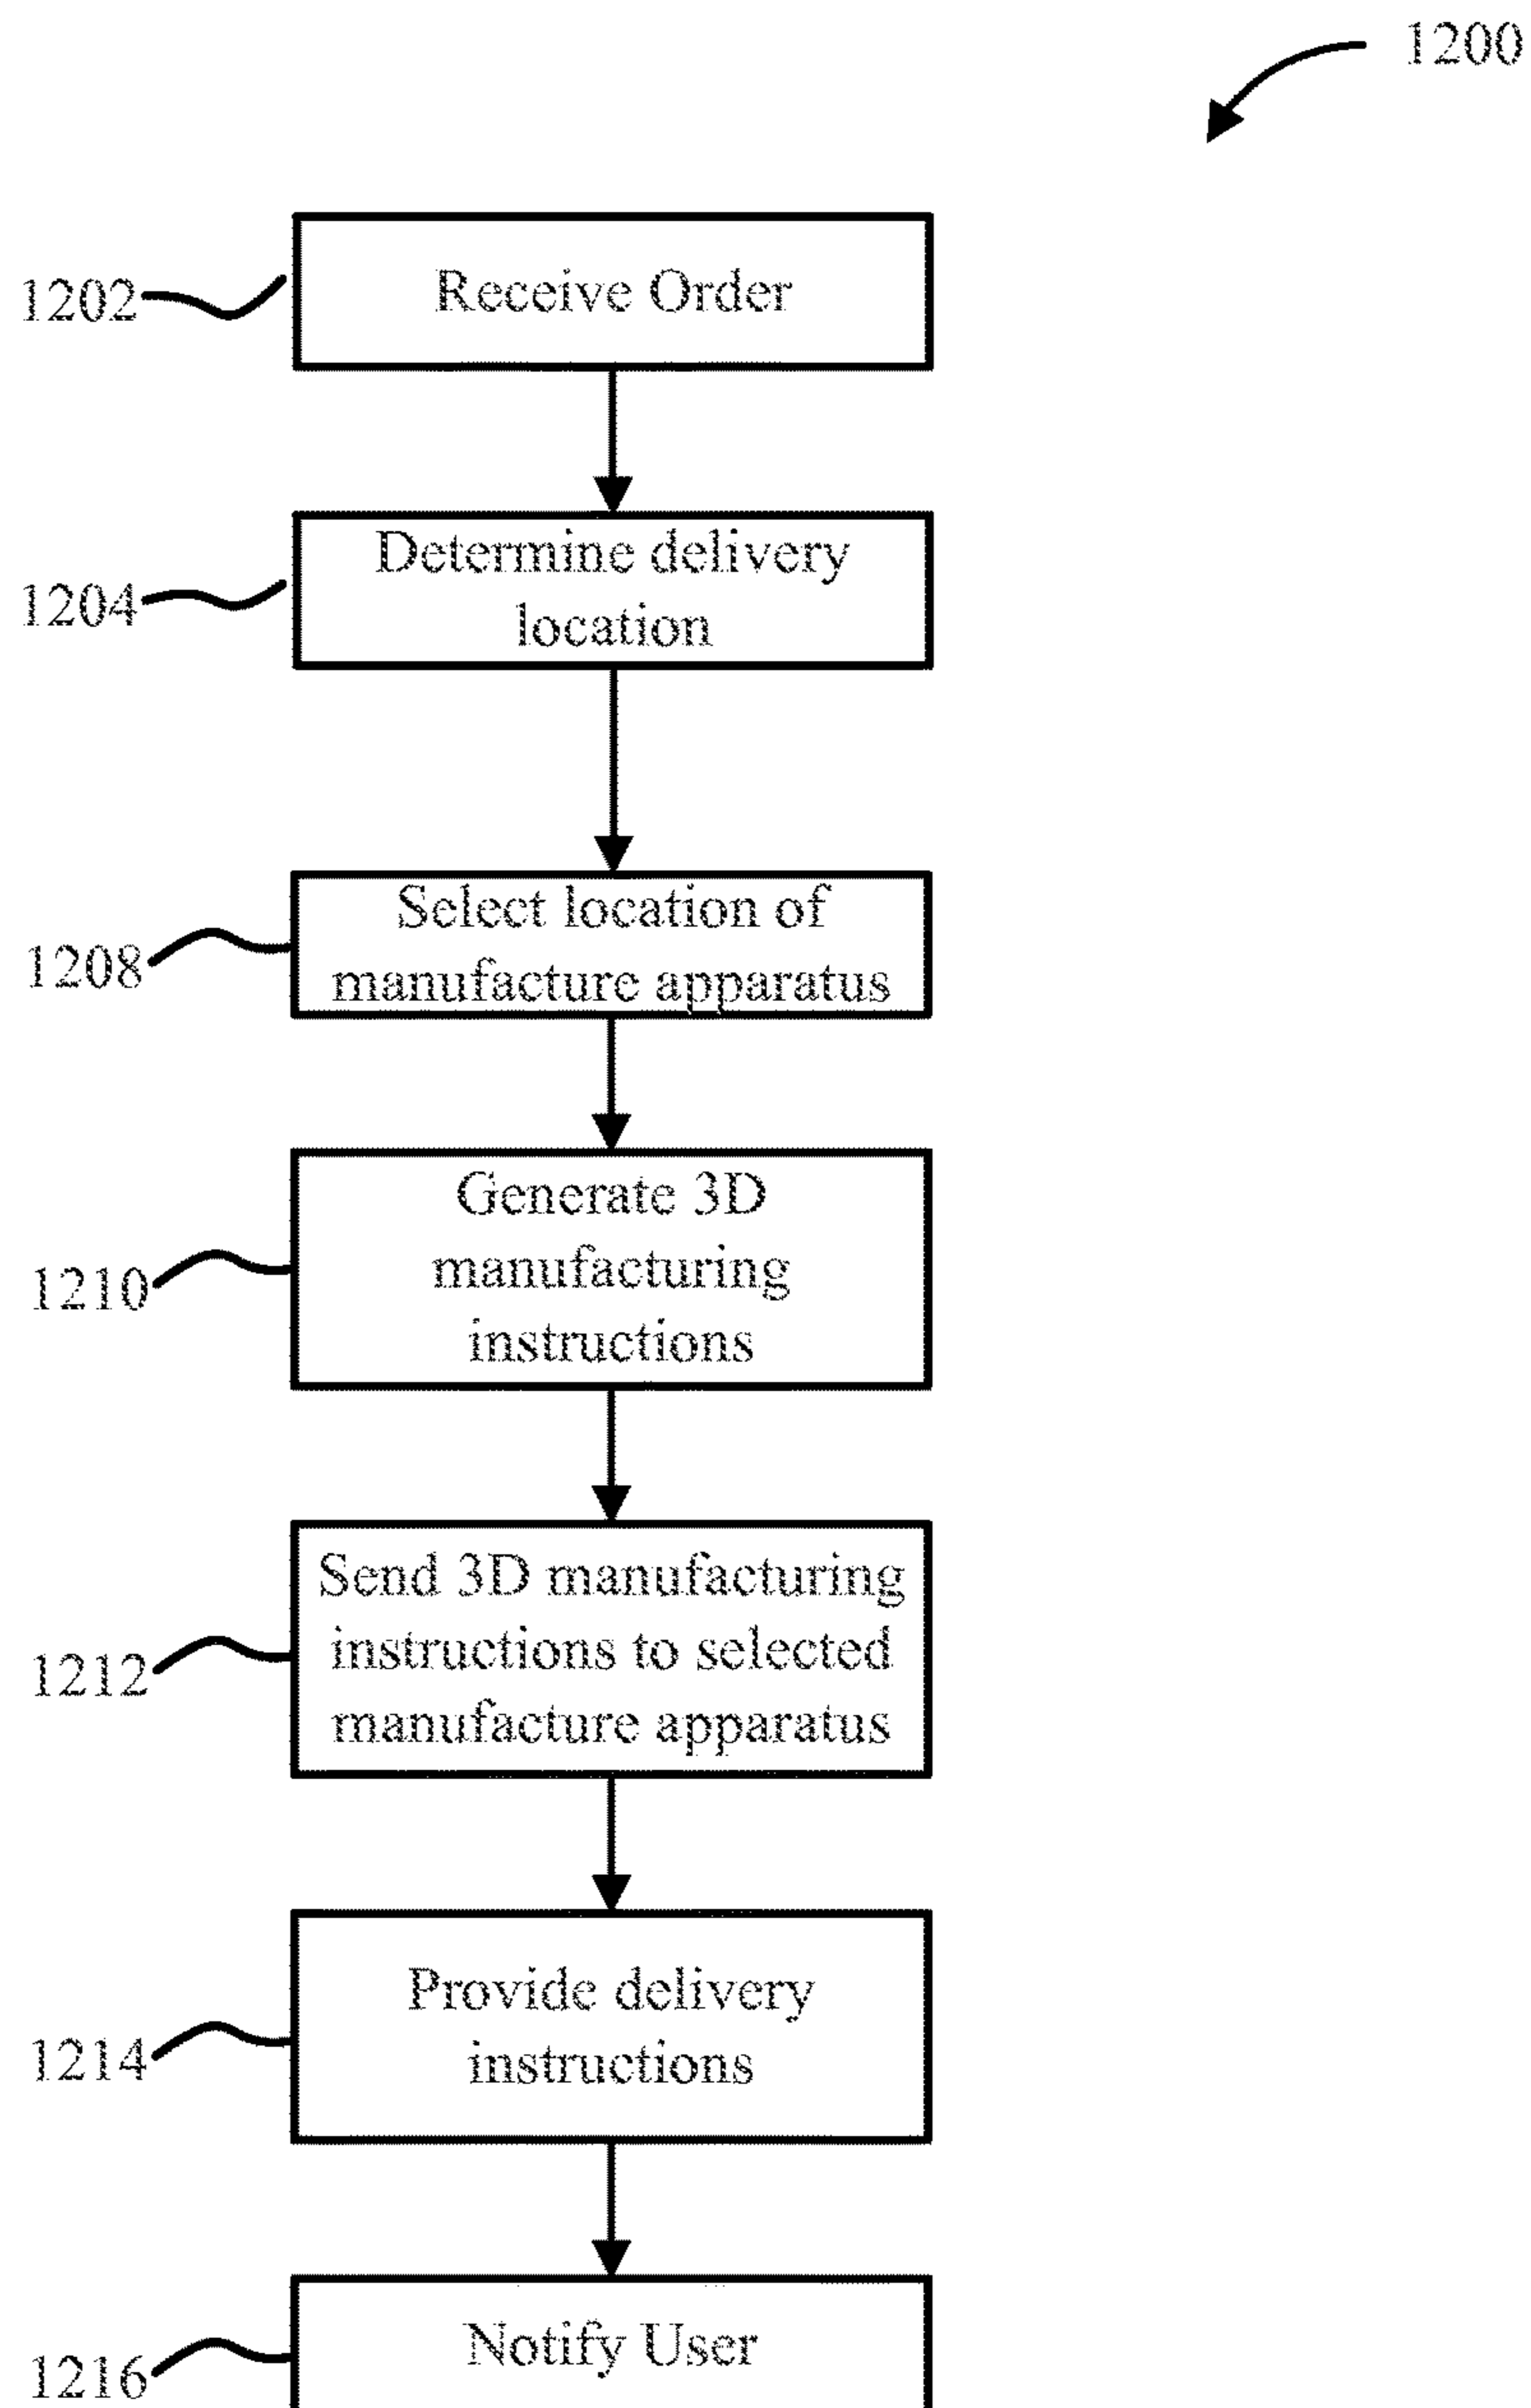 1200
1202
Receive Order
1204
Determine delivery
location
1208
Select location of
manufacture apparatus
1210
Generate 3D
manufacturing
instructions
1212
Send 3D manufacturing
instructions to selected
manufacture apparatus
1214
Provide delivery
instructions
1216
Notify User